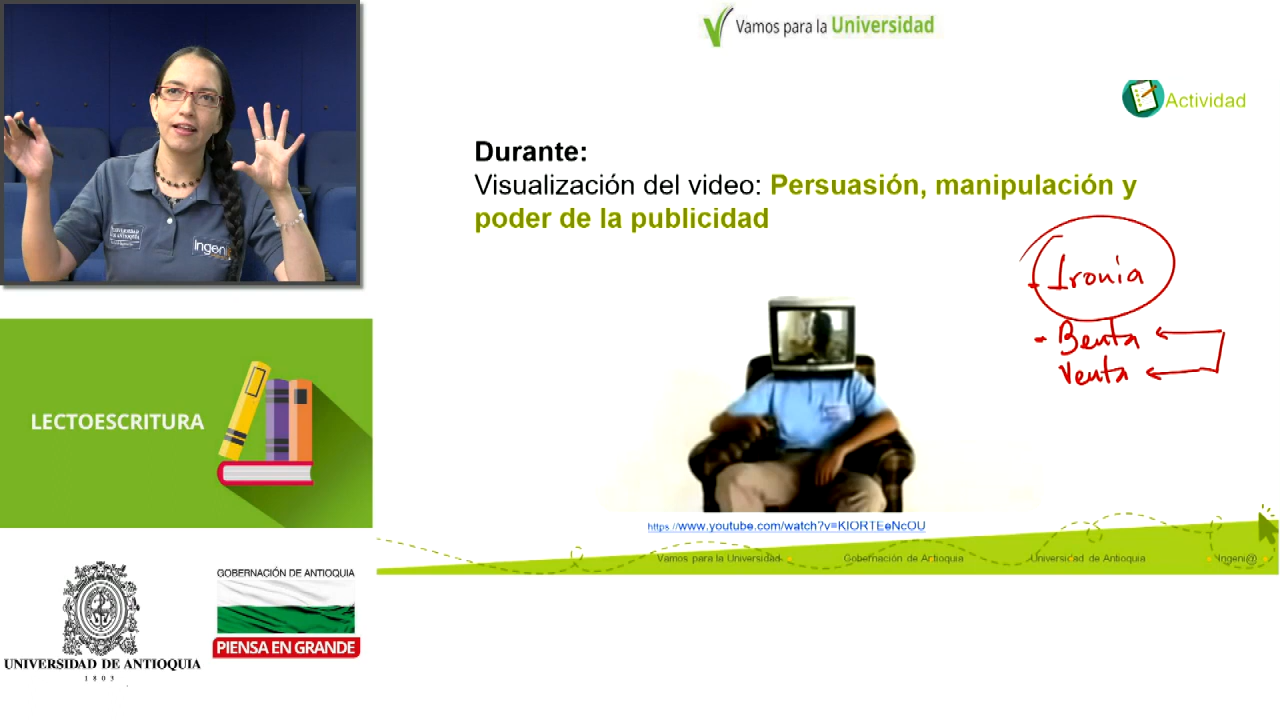 Vamos para la Universidad
Actividad
Durante:
Visualización del video: Persuasión, manipulación y
poder de la publicidad
- Ironia
- Benta
Venta
Ingeni@
LECTOESCRITURA
https://www.youtube.com/watch?v=KIORTEeNcOU
Vamos para la Universidad
Gobernación de Antioquia
Universidad de Antioquia
Ingeni@
GOBERNACIÓN DE ANTIOQUIA
PIENSA EN GRANDE
UNIVERSIDAD DE ANTIOQUIA
1803